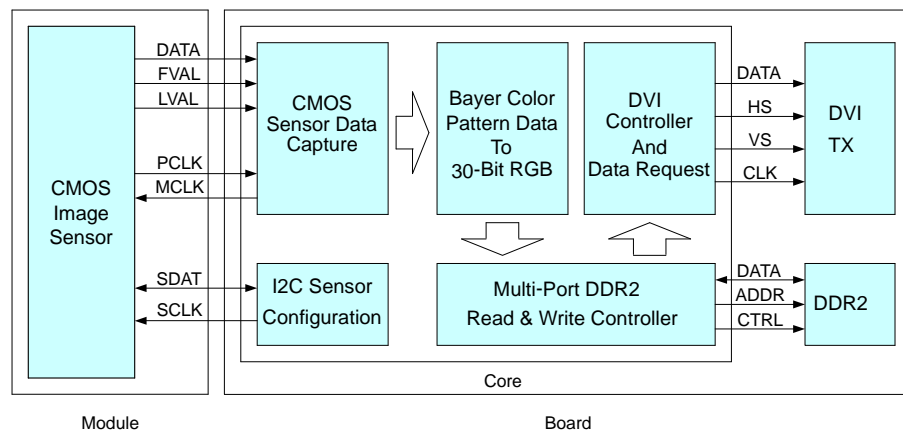 CMOS
Image
Sensor
DATA
FVAL
LVAL
PCLK
MCLK
SDAT
SCLK
CMOS
Sensor Data
Capture
I2C Sensor
Configuration
Bayer Color
Pattern Data
To
30-Bit RGB
DVI
Controller
And
Data Request
Multi-Port DDR2
Read & Write Controller
DATA
HS
VS
CLK
DVI
TX
DATA
ADDR
CTRL
DDR2
Core
Module
Board